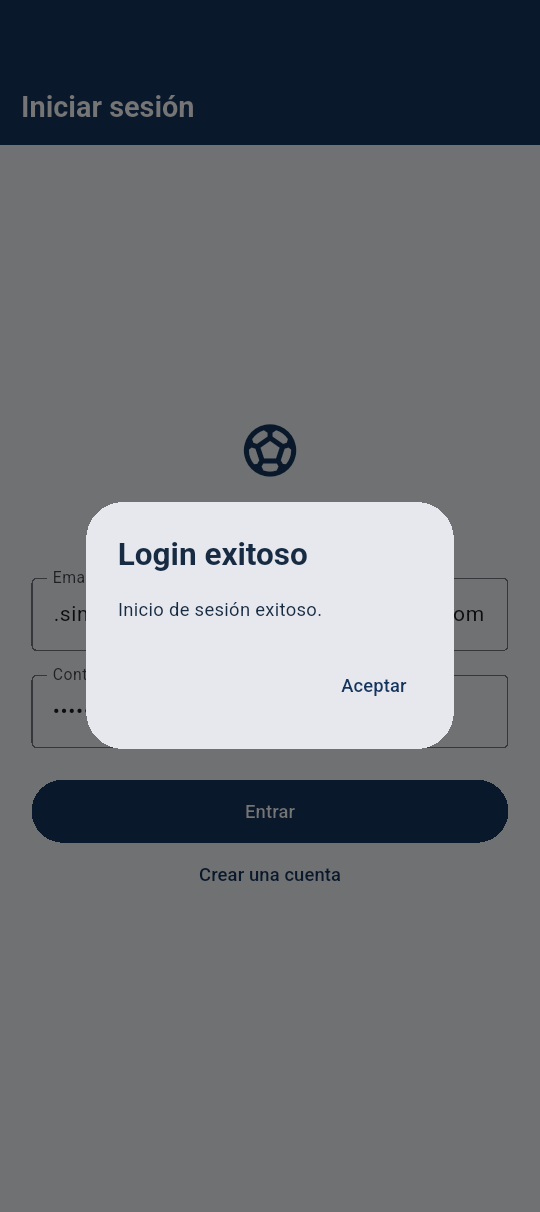 Iniciar sesión
Login exitoso
Inicio de sesión exitoso.
Aceptar
Entrar
Crear una cuenta